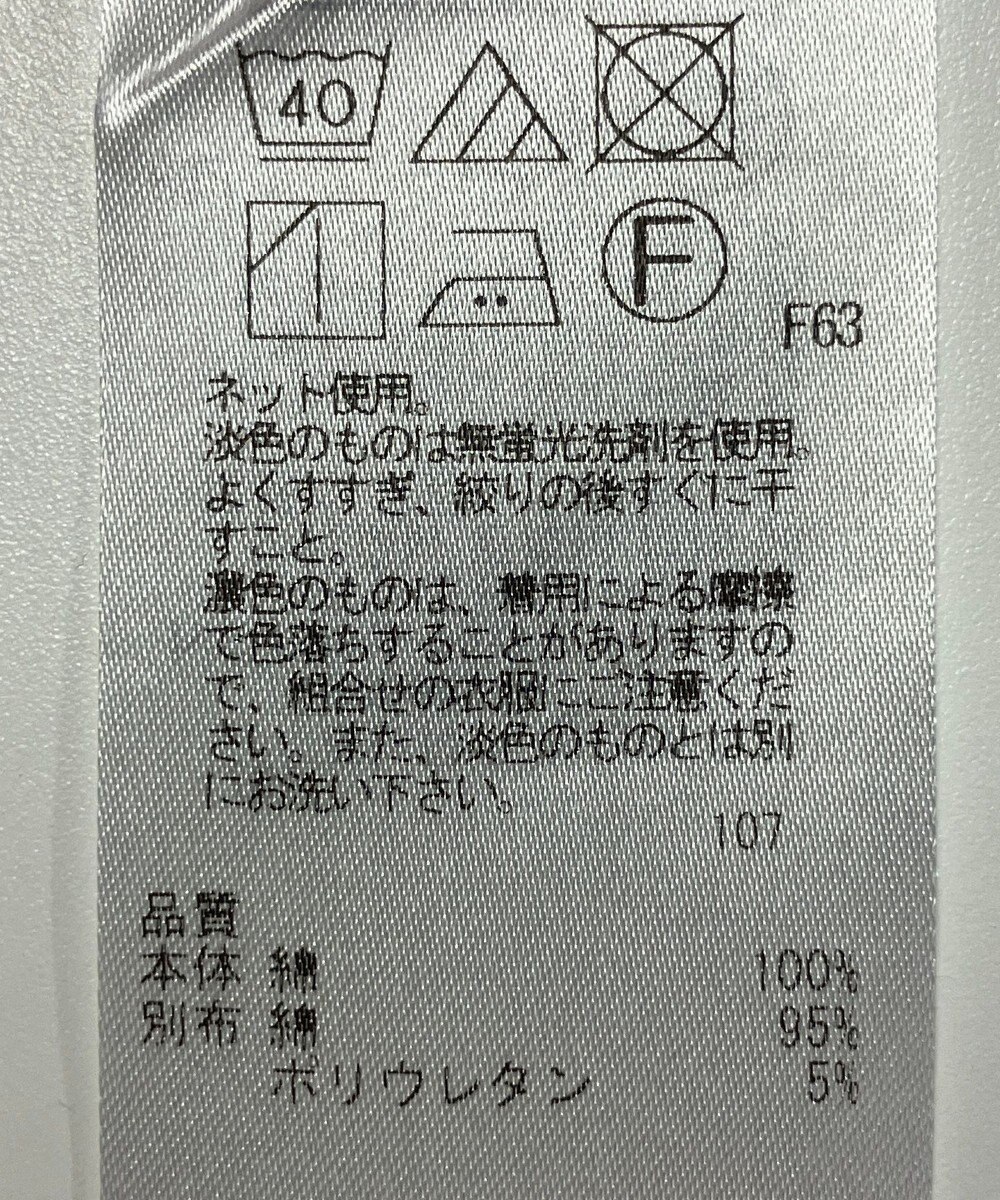 40
F
F63
ネット使用。
淡色のものは無蛍光洗剤を使用。
よくすすぎ、絞りの後すぐに干
すこと。
濃色のものは、着用による摩擦
で色落ちすることがありますの
で、組合せの衣服にご注意くだ
さい。また、淡色のものとは別
にお洗い下さい。
107
品質
本体 綿 100%
別布 綿 95%
ポリウレタン 5%